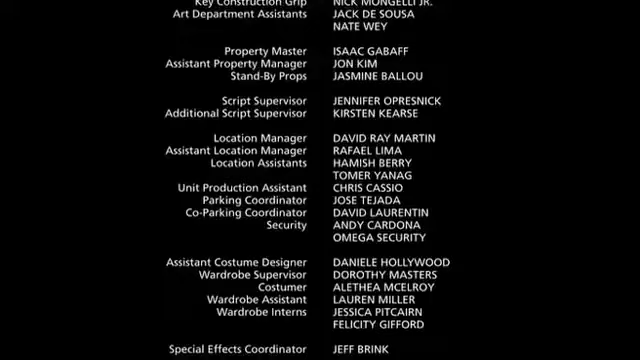 Key Construction Grip NICK MONGELLI JR.
Art Department Assistants JACK DE SOUSA
NATE WEY
Property Master ISAAC GABAFF
Assistant Property Manager JON KIM
Stand-By Props JASMINE BALLOU
Script Supervisor JENNIFER OPRESNICK
Additional Script Supervisor KIRSTEN KEARSE
Location Manager DAVID RAY MARTIN
Assistant Location Manager RAFAEL LIMA
Location Assistants HAMISH BERRY
TOMER YANAG
Unit Production Assistant CHRIS CASSIO
Parking Coordinator JOSE TEJADA
Co-Parking Coordinator DAVID LAURENTIN
Security ANDY CARDONA
OMEGA SECURITY
Assistant Costume Designer DANIELE HOLLYWOOD
Wardrobe Supervisor DOROTHY MASTERS
Costumer ALETHEA MCELROY
Wardrobe Assistant LAUREN MILLER
Wardrobe Interns JESSICA PITCAIRN
FELICITY GIFFORD
Special Effects Coordinator JEFF BRINK